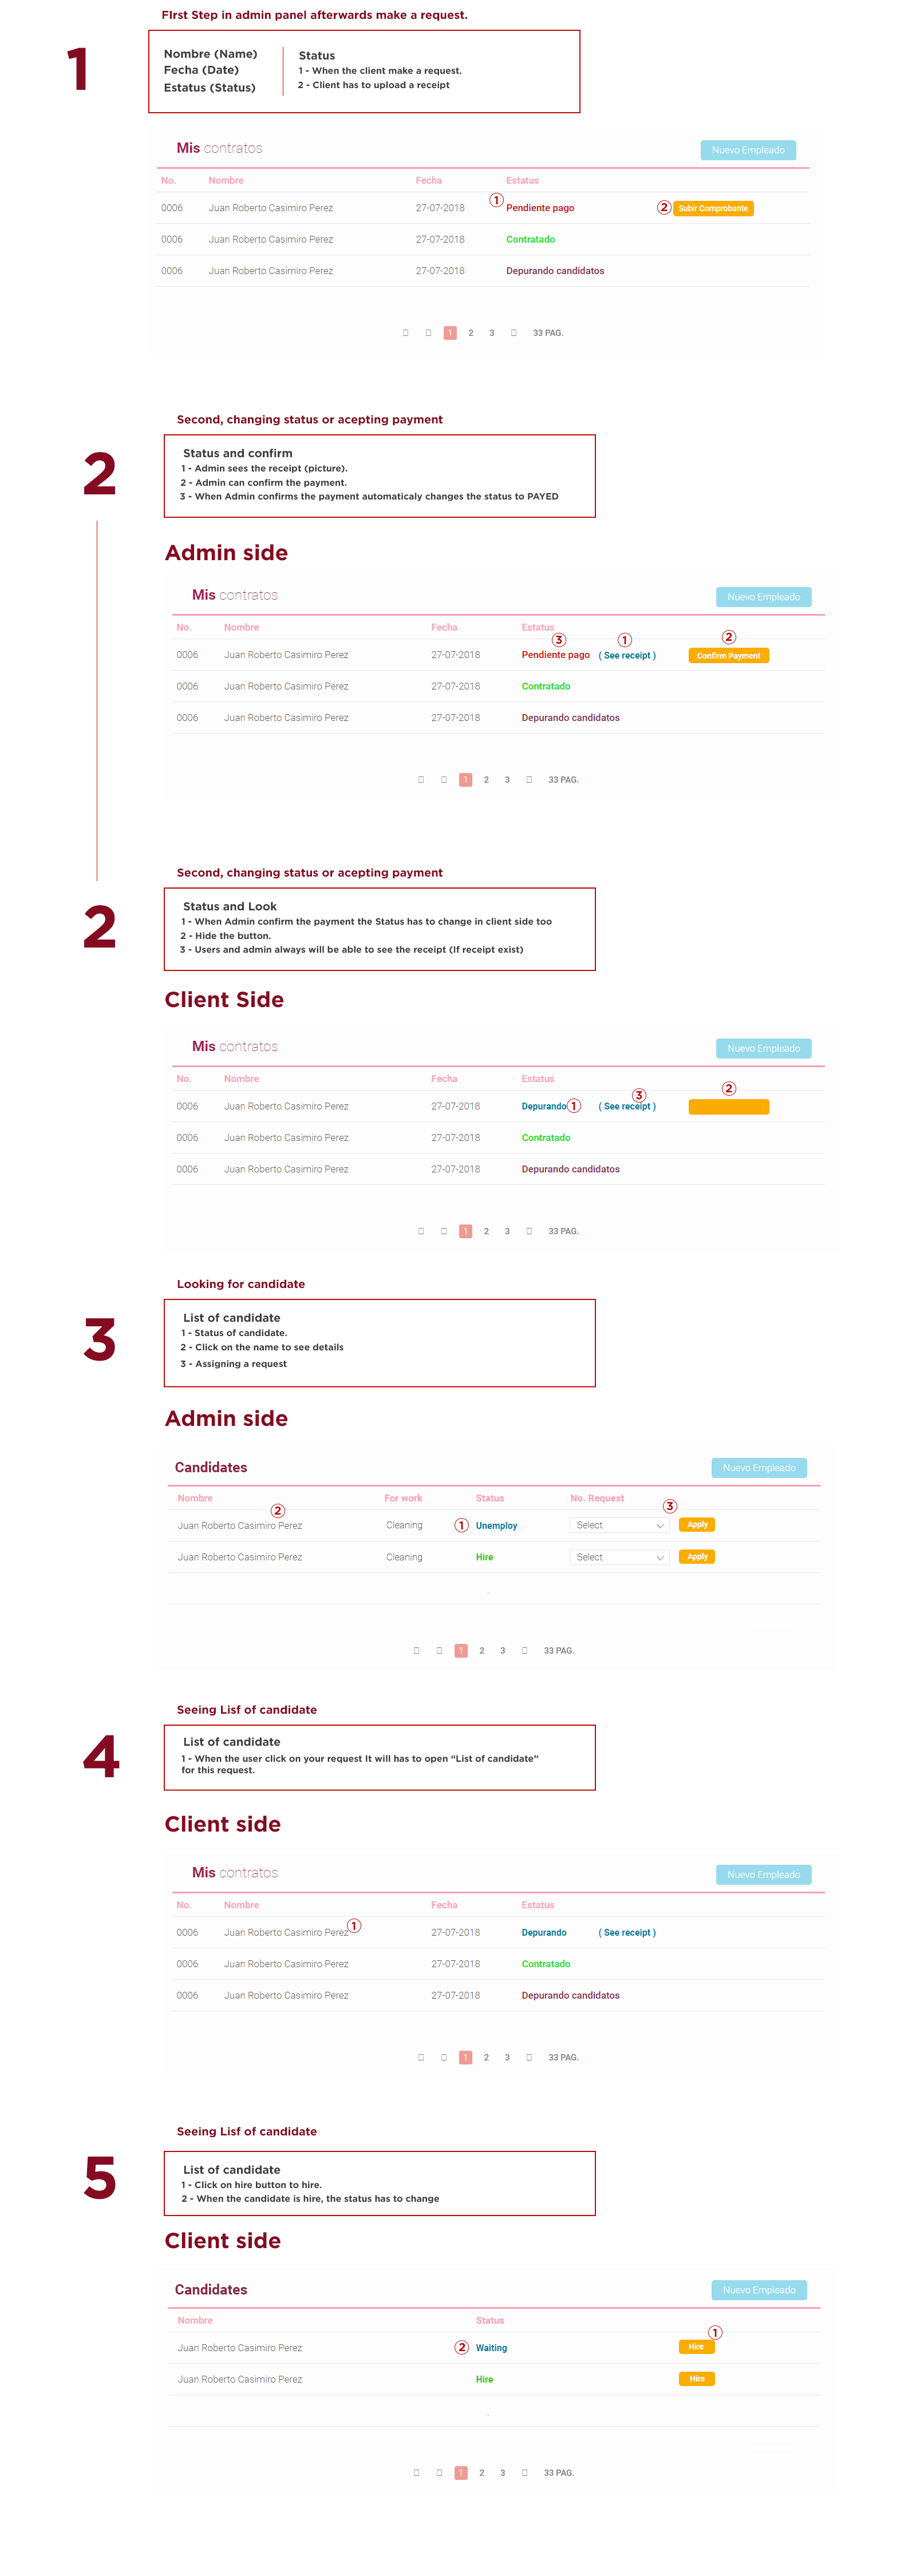 FIrst Step in admin panel afterwards make a request.
1
Nombre (Name)
Fecha (Date)
Estatus (Status)
Status
1 - When the client make a request.
2 - Client has to upload a receipt
Mis contratos
Nuevo Empleado
No. Nombre Fecha Estatus
0006 Juan Roberto Casimiro Perez 27-07-2018 1 Pendiente pago 2 Subir Comprobante
0006 Juan Roberto Casimiro Perez 27-07-2018 Contratado
0006 Juan Roberto Casimiro Perez 27-07-2018 Depurando candidatos
1 2 3 33 PAG.
Second, changing status or acepting payment
2
Status and confirm
1 - Admin sees the receipt (picture).
2 - Admin can confirm the payment.
3 - When Admin confirms the payment automaticaly changes the status to PAYED
Admin side
Mis contratos
Nuevo Empleado
No. Nombre Fecha Estatus
3 1 2
0006 Juan Roberto Casimiro Perez 27-07-2018 Pendiente pago ( See receipt ) Confirm Payment
0006 Juan Roberto Casimiro Perez 27-07-2018 Contratado
0006 Juan Roberto Casimiro Perez 27-07-2018 Depurando candidatos
1 2 3 33 PAG.
Second, changing status or acepting payment
2
Status and Look
1 - When Admin confirm the payment the Status has to change in client side too
2 - Hide the button.
3 - Users and admin always will be able to see the receipt (If receipt exist)
Client Side
Mis contratos
Nuevo Empleado
No. Nombre Fecha Estatus
3 2
0006 Juan Roberto Casimiro Perez 27-07-2018 Depurando 1 ( See receipt )
0006 Juan Roberto Casimiro Perez 27-07-2018 Contratado
0006 Juan Roberto Casimiro Perez 27-07-2018 Depurando candidatos
1 2 3 33 PAG.
Looking for candidate
3
List of candidate
1 - Status of candidate.
2 - Click on the name to see details
3 - Assigning a request
Admin side
Candidates
Nuevo Empleado
Nombre For work Status No. Request
2 3
Juan Roberto Casimiro Perez Cleaning 1 Unemploy Select Apply
Juan Roberto Casimiro Perez Cleaning Hire Select Apply
1 2 3 33 PAG.
Seeing Lisf of candidate
4
List of candidate
1 - When the user click on your request It will has to open “List of candidate”
for this request.
Client side
Mis contratos
Nuevo Empleado
No. Nombre Fecha Estatus
0006 Juan Roberto Casimiro Perez 1 27-07-2018 Depurando ( See receipt )
0006 Juan Roberto Casimiro Perez 27-07-2018 Contratado
0006 Juan Roberto Casimiro Perez 27-07-2018 Depurando candidatos
1 2 3 33 PAG.
Seeing Lisf of candidate
5
List of candidate
1 - Click on hire button to hire.
2 - When the candidate is hire, the status has to change
Client side
Candidates
Nuevo Empleado
Nombre Status
1
Juan Roberto Casimiro Perez 2 Waiting Hire
Juan Roberto Casimiro Perez Hire Hire
1 2 3 33 PAG.